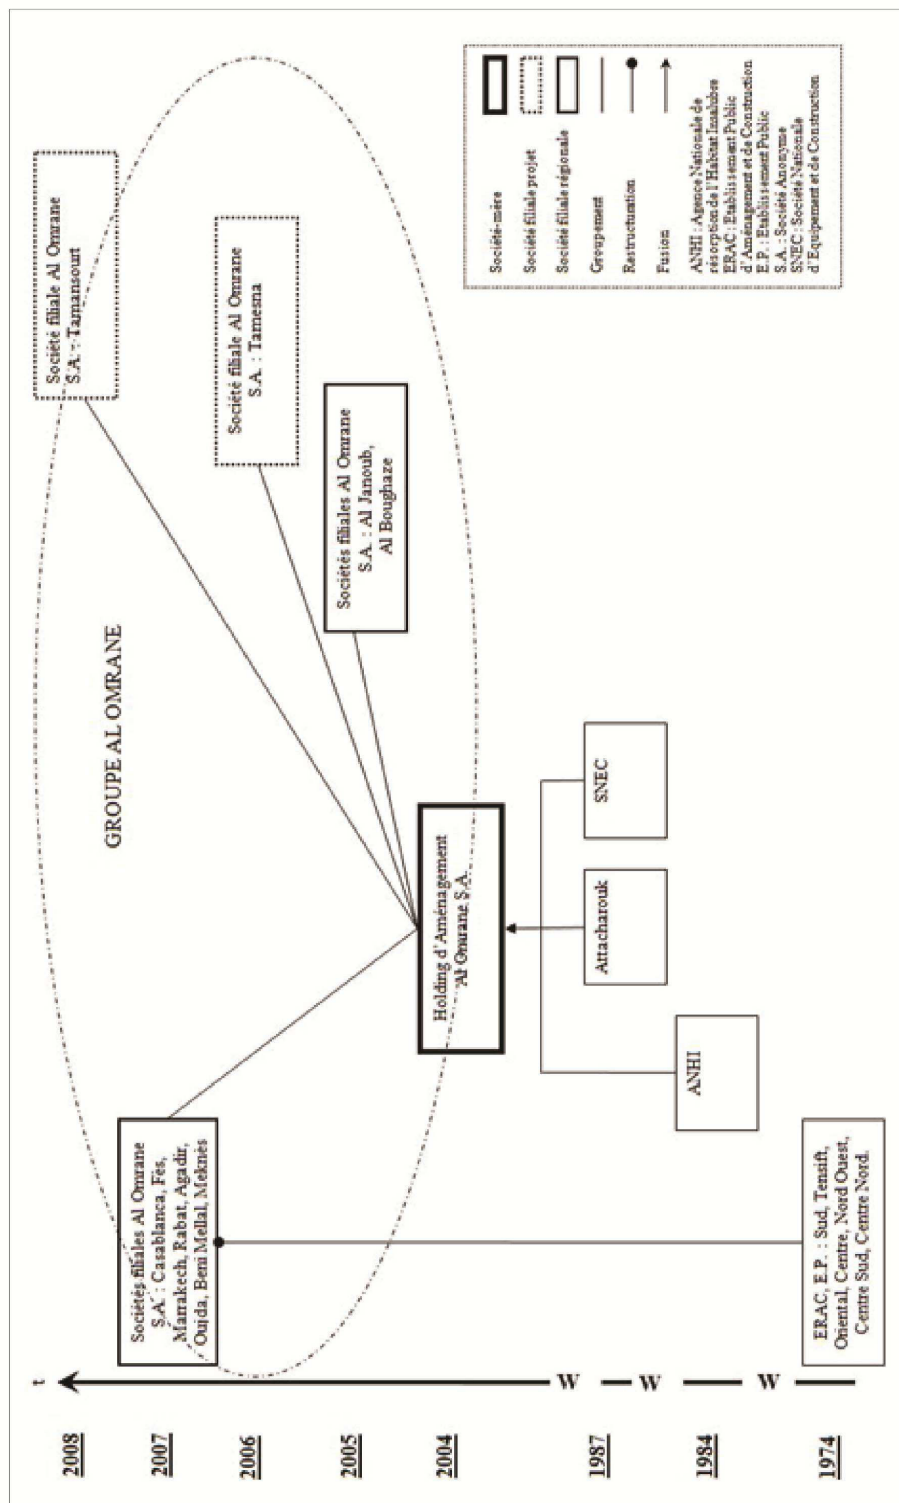 t
2008
2007
2006
2005
2004
1987
1984
1974
W
W
W
GROUPE AL OMRANE
Société filiale Al Omrane
S.A. : Tamansourt
Société filiale Al Omrane
S.A. : Tamesna
Sociétés filiales Al Omrane
S.A. : Al Janoub,
Al Boughaze
Sociétés filiales Al Omrane
S.A. : Casablanca, Fès,
Marrakech, Rabat, Agadir,
Oujda, Beni Mellal, Meknès
Holding d'Aménagement
Al Omrane S.A.
SNEC
Attacharouk
ANHI
ERAC, E.P. : Sud, Tensift,
Oriental, Centre, Nord Ouest,
Centre Sud, Centre Nord.
Société-mère
Société filiale projet
Société filiale régionale
Groupement
Restructuration
Fusion
ANHI : Agence Nationale de
résorption de l'Habitat Insalubre
ERAC : Etablissement Public
d'Aménagement et de Construction
E.P. : Etablissement Public
S.A. : Société Anonyme
SNEC : Société Nationale
d'Equipement et de Construction